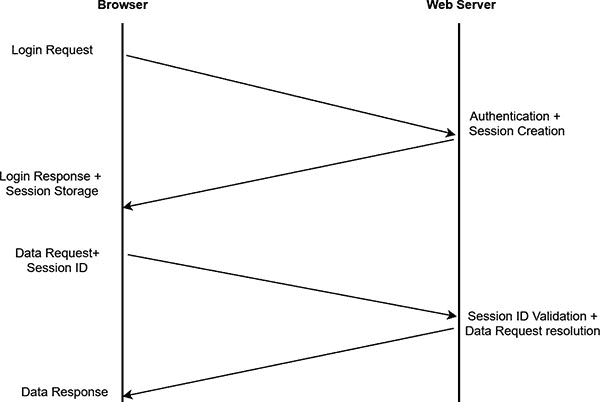 Browser
Web Server
Login Request
Authentication +
Session Creation
Login Response +
Session Storage
Data Request+
Session ID
Session ID Validation +
Data Request resolution
Data Response